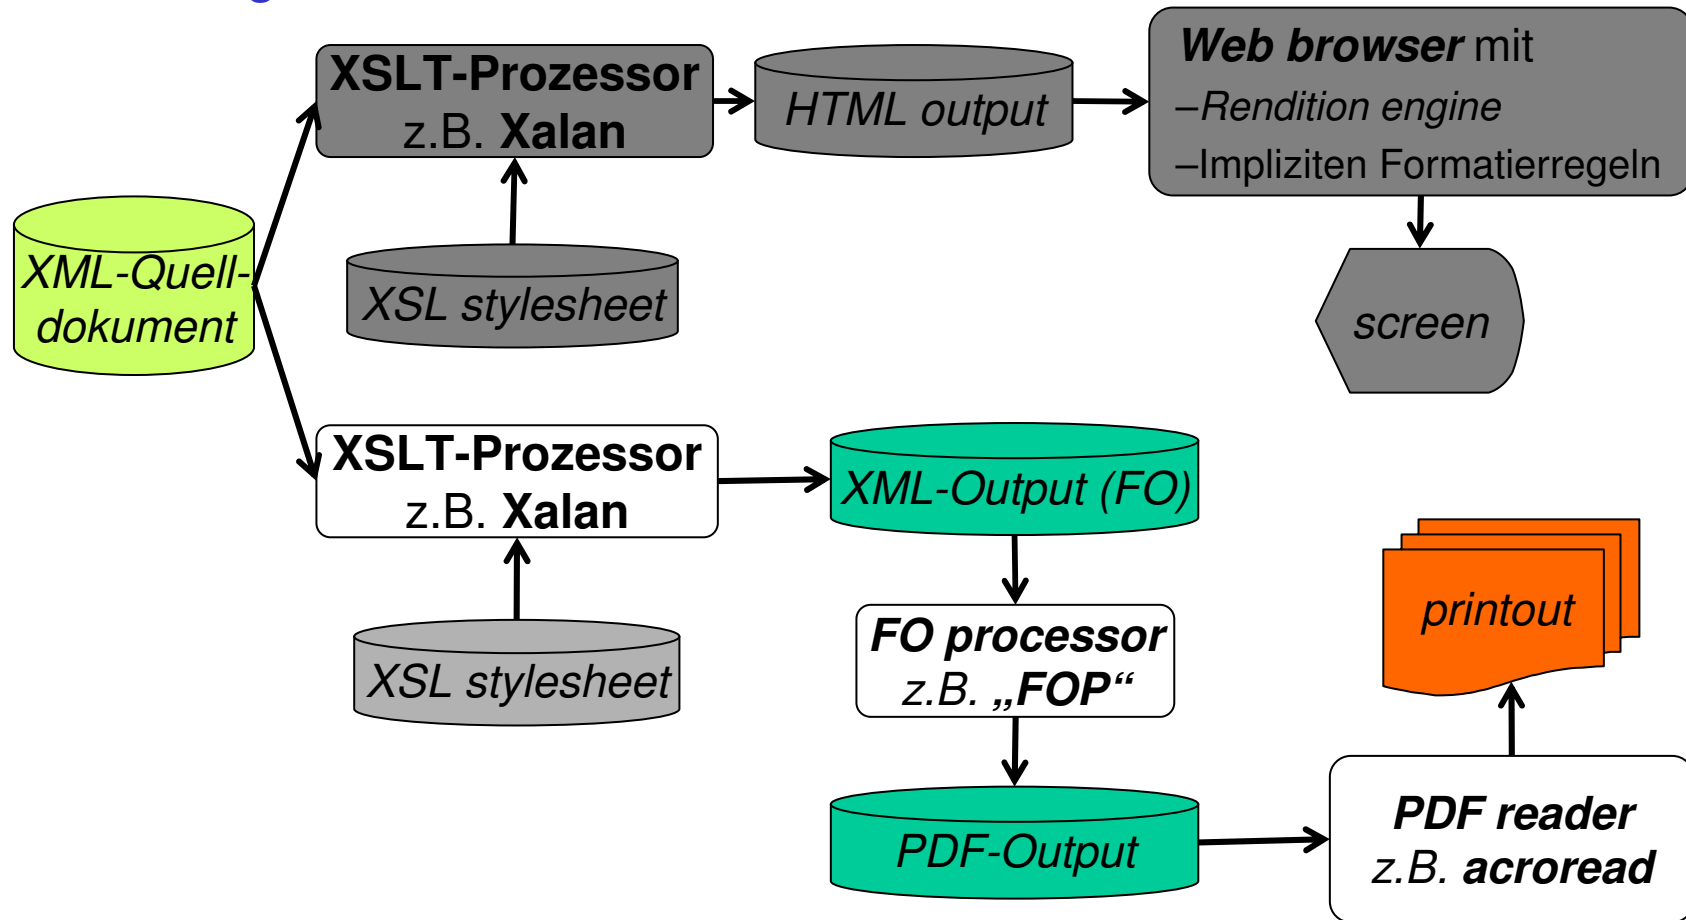 XSLT-Prozessor
z.B. Xalan
HTML output
Web browser mit
–Rendition engine
–Impliziten Formatierregeln
XML-Quell-
dokument
XSL stylesheet
screen
XSLT-Prozessor
z.B. Xalan
XML-Output (FO)
XSL stylesheet
FO processor
z.B. „FOP“
printout
PDF-Output
PDF reader
z.B. acroread